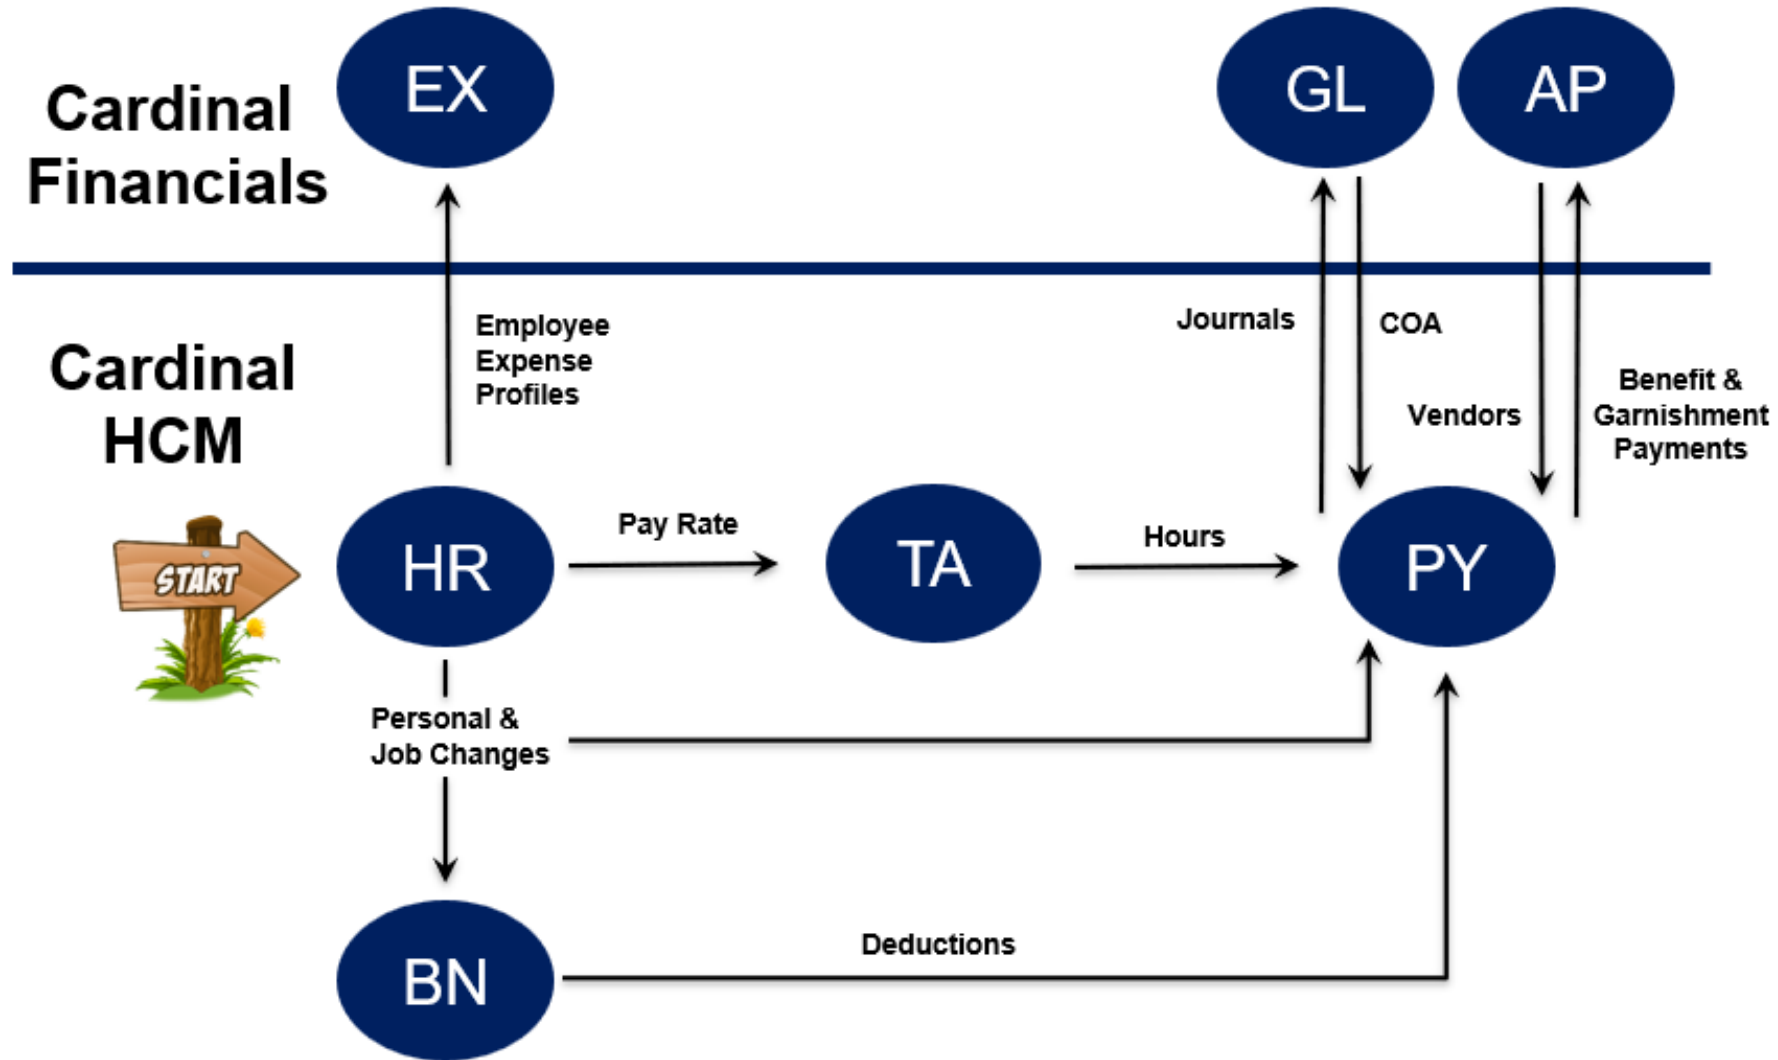 Cardinal
Financials
EX
GL
AP
Employee
Expense
Profiles
Journals
COA
Vendors
Benefit &
Garnishment
Payments
Cardinal
HCM
START
HR
Pay Rate
TA
Hours
PY
Personal &
Job Changes
BN
Deductions